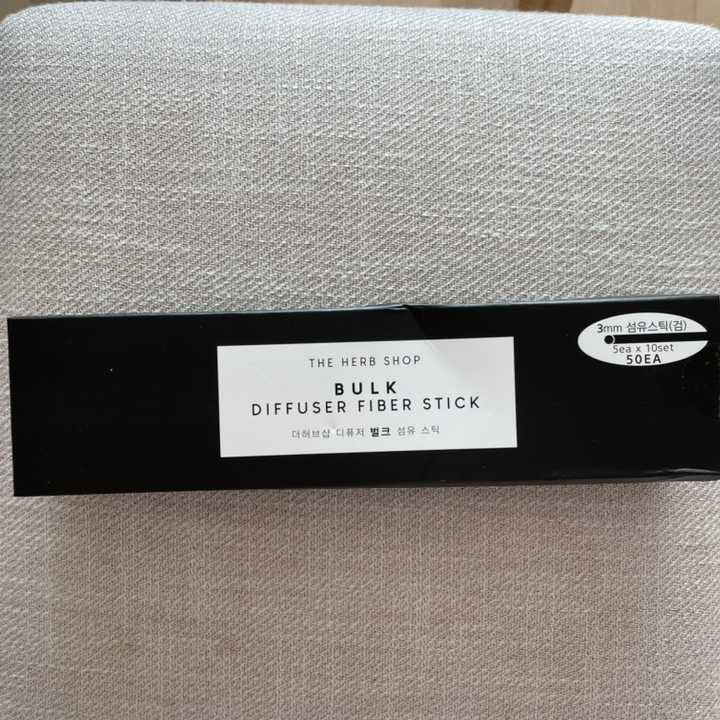 THE HERB SHOP
BULK
DIFFUSER FIBER STICK
더허브샵 디퓨저 벌크 섬유 스틱
3mm 섬유스틱(검)
5ea x 10set
50EA